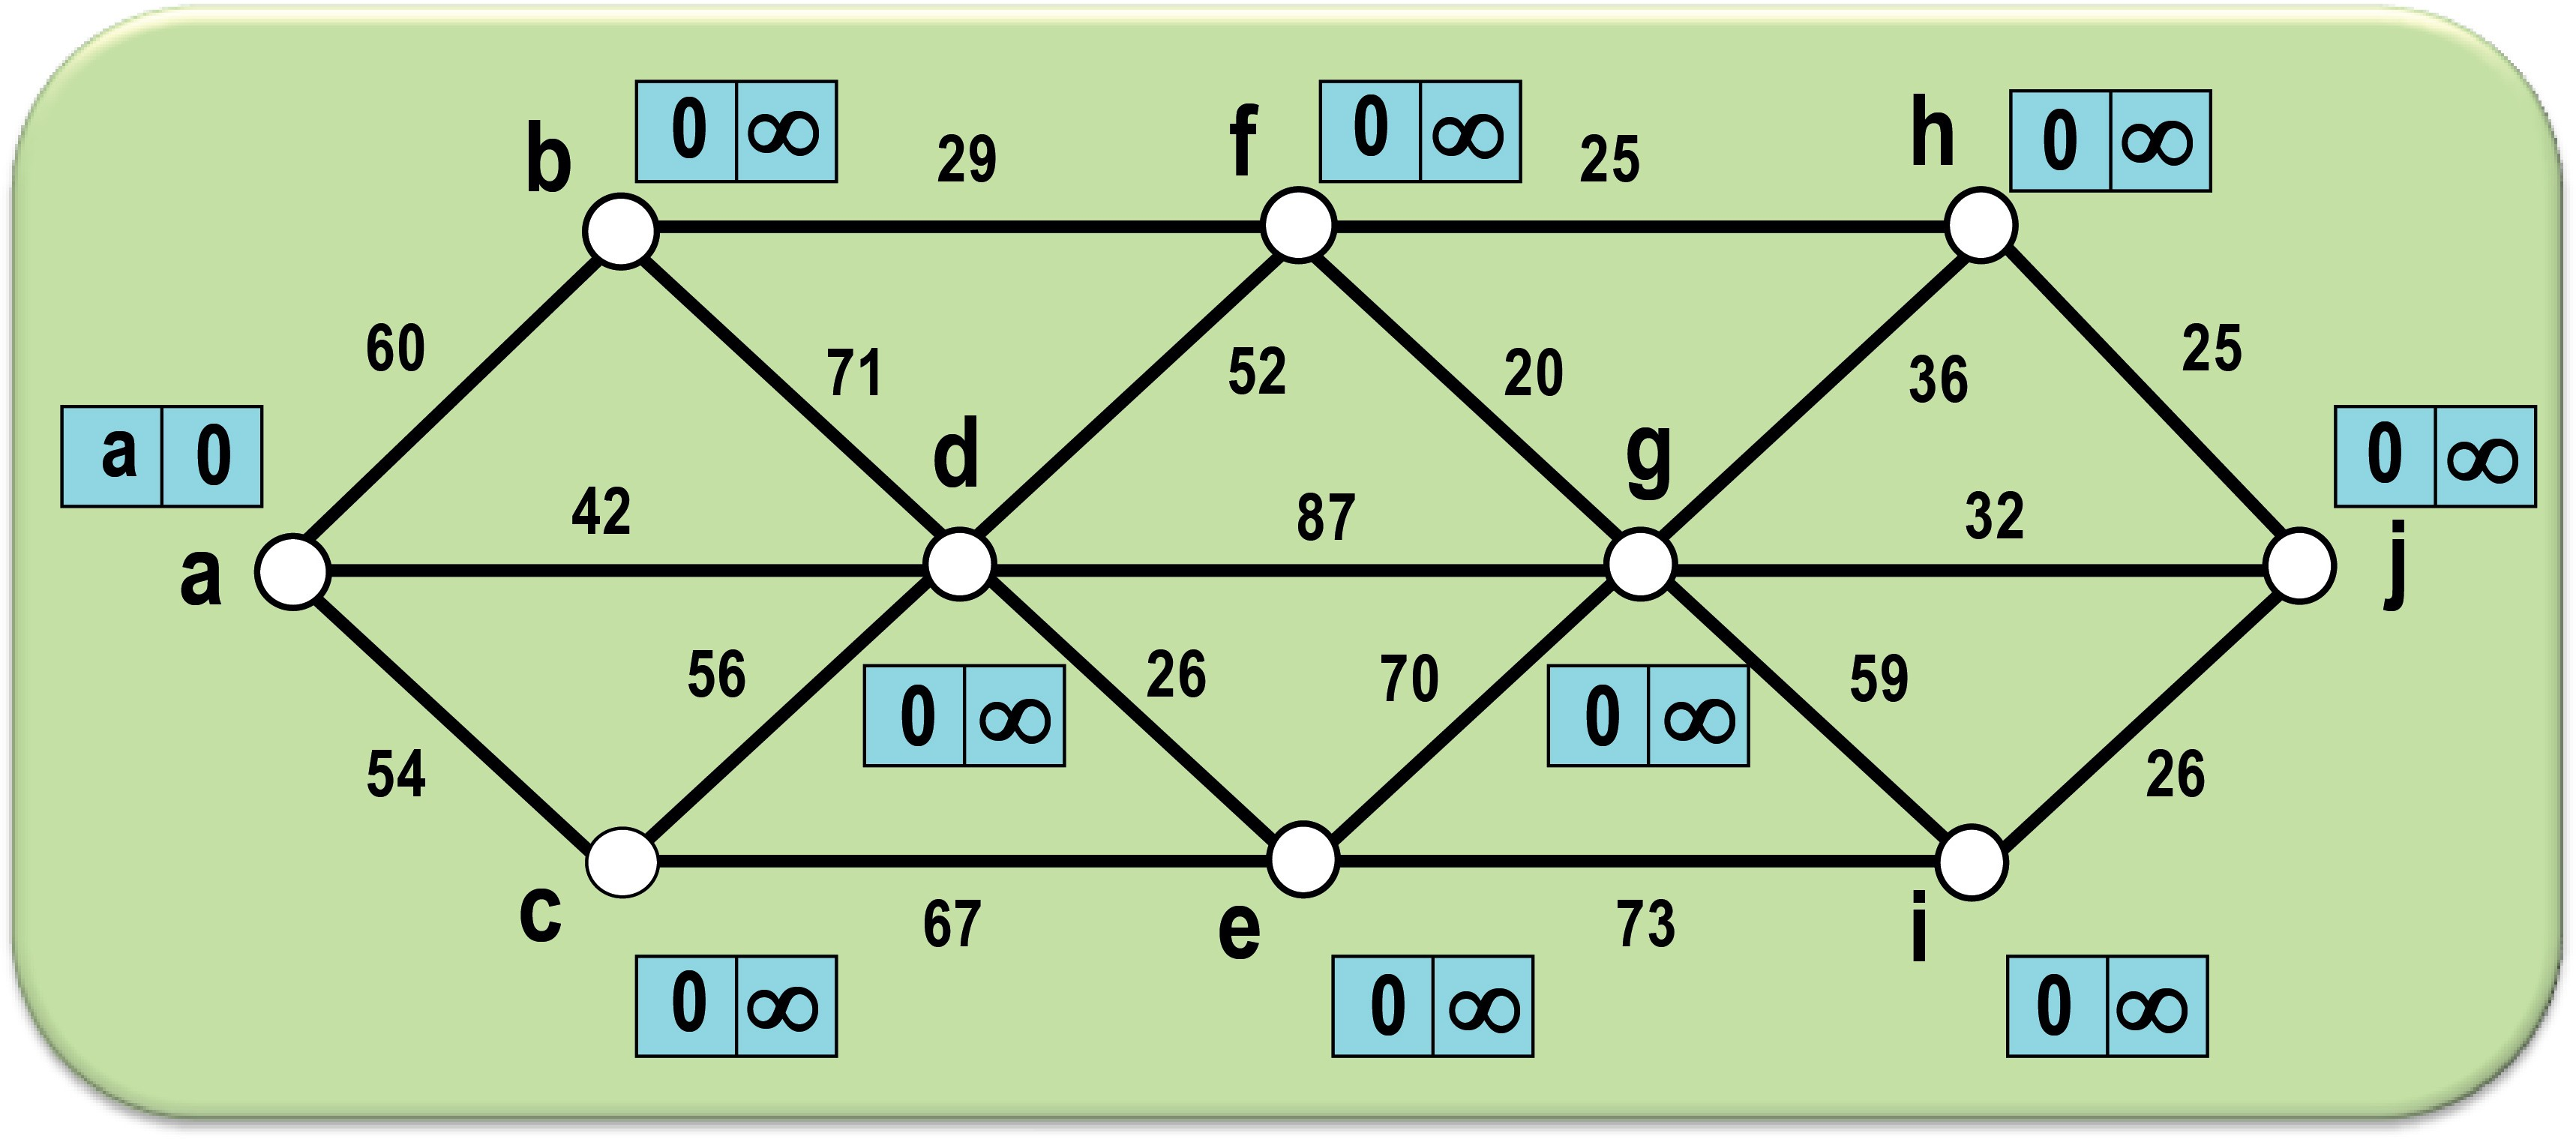 b 0 ∞ 29 f 0 ∞ 25 h 0 ∞
60 71 52 20 36 25
a 0 42 d 87 g 32 0 ∞
a j
56 0 ∞ 26 70 0 ∞ 59
54 26
c 67 e 73 i
0 ∞ 0 ∞ 0 ∞